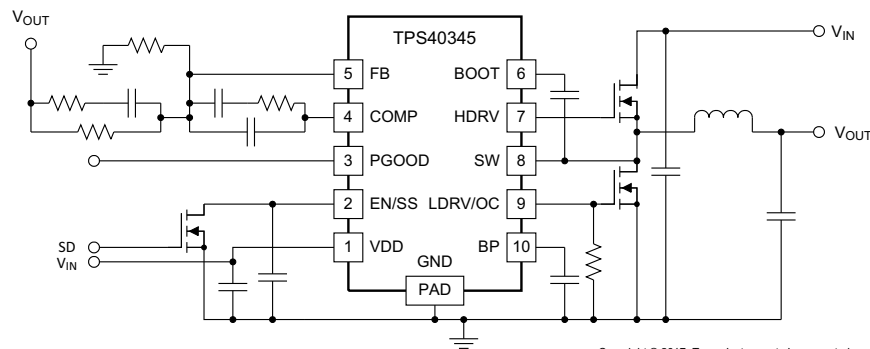 VOUT
TPS40345
VIN
5 FB
BOOT 6
4 COMP
HDRV 7
VOUT
3 PGOOD
SW 8
2 EN/SS
LDRV/OC 9
SD
VIN
1 VDD
GND
BP 10
PAD